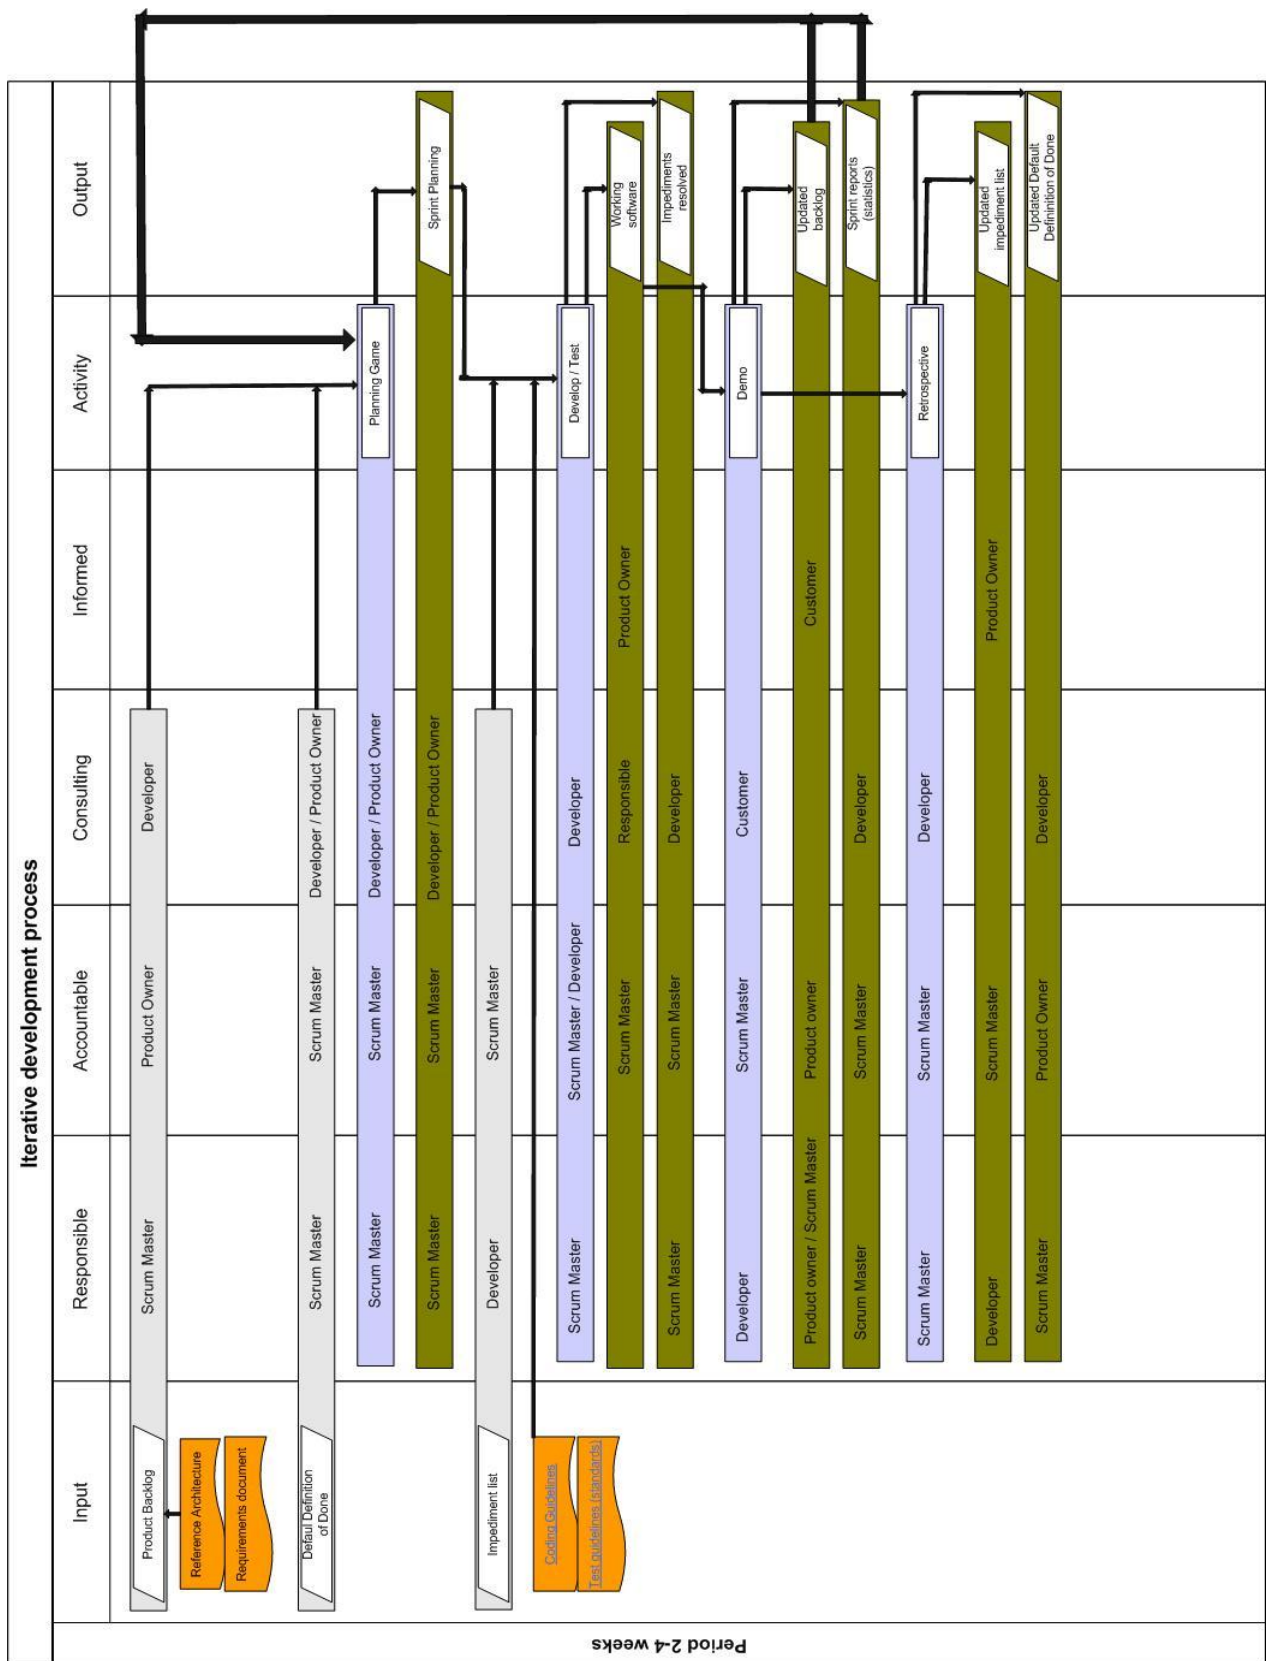 Iterative development process
Input
Responsible
Accountable
Consulting
Informed
Activity
Output
Period 2-4 weeks
Product Backlog
Scrum Master
Product Owner
Developer
Reference Architecture
Requirements document
Defaul Definition
of Done
Scrum Master
Scrum Master
Developer / Product Owner
Scrum Master
Scrum Master
Developer / Product Owner
Planning Game
Scrum Master
Scrum Master
Developer / Product Owner
Sprint Planning
Impediment list
Developer
Scrum Master
Coding Guidelines
Test guidelines (standards)
Scrum Master
Scrum Master / Developer
Developer
Develop / Test
Scrum Master
Responsible
Product Owner
Working
software
Scrum Master
Scrum Master
Developer
Impediments
resolved
Developer
Scrum Master
Customer
Demo
Product owner / Scrum Master
Product owner
Customer
Updated
backlog
Scrum Master
Scrum Master
Developer
Sprint reports
(statistics)
Scrum Master
Scrum Master
Developer
Retrospective
Developer
Scrum Master
Product Owner
Updated
impediment list
Scrum Master
Product Owner
Developer
Updated Default
Defininition of Done